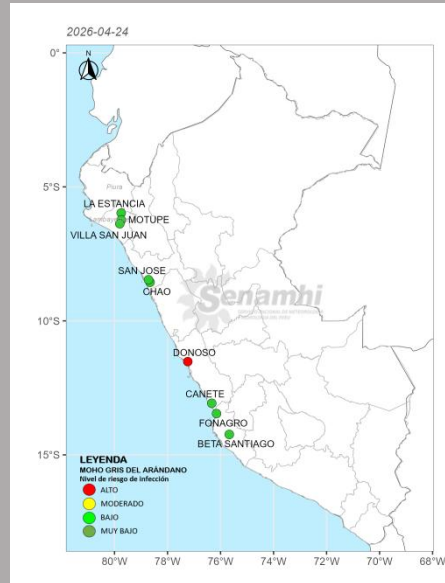 2026-04-24
N
0°
Piura
LA ESTANCIA
MOTUPE
VILLA SAN JUAN
5°S
SAN JOSE
CHAO
Senamhi
10°S
DONOSO
CANETE
FONAGRO
BETA SANTIAGO
15°S
LEYENDA
MOHO GRIS DEL ARÁNDANO
Nivel de riesgo de infección
ALTO
MODERADO
BAJO
MUY BAJO
80°W 78°W 76°W 74°W 72°W 70°W 68°W